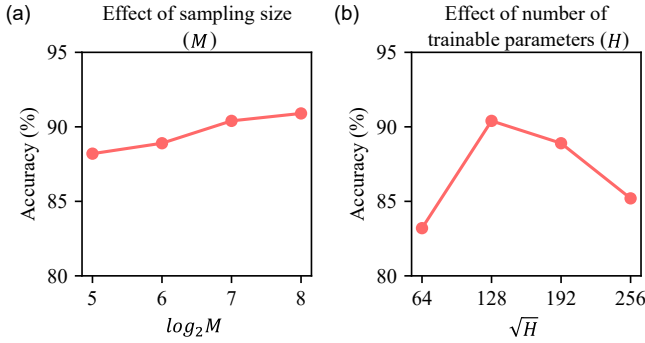 (a)
Effect of sampling size
(M)
Accuracy (%)
95
90
85
80
5 6 7 8
log₂M
(b)
Effect of number of
trainable parameters (H)
Accuracy (%)
95
90
85
80
64 128 192 256
√H